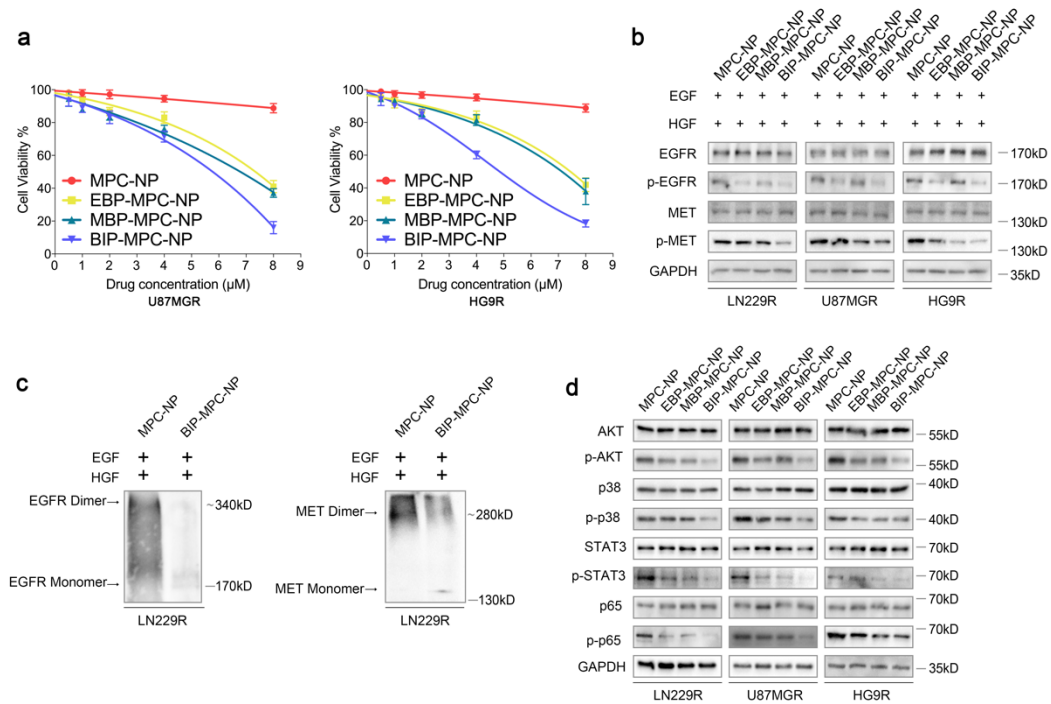 a
Cell Viability %
100
80
60
40
20
0
MPC-NP
EBP-MPC-NP
MBP-MPC-NP
BIP-MPC-NP
0 1 2 3 4 5 6 7 8 9
Drug concentration (μM)
U87MGR
Cell Viability %
100
80
60
40
20
0
MPC-NP
EBP-MPC-NP
MBP-MPC-NP
BIP-MPC-NP
0 1 2 3 4 5 6 7 8 9
Drug concentration (μM)
HG9R
b
MPC-NP EBP-MPC-NP MBP-MPC-NP BIP-MPC-NP MPC-NP EBP-MPC-NP MBP-MPC-NP BIP-MPC-NP MPC-NP EBP-MPC-NP MBP-MPC-NP BIP-MPC-NP
EGF + + + + + + + + + + + +
HGF + + + + + + + + + + + +
EGFR 170kD
p-EGFR 170kD
MET 130kD
p-MET 130kD
GAPDH 35kD
LN229R U87MGR HG9R
c
MPC-NP BIP-MPC-NP
EGF + +
HGF + +
EGFR Dimer→ ~340kD
EGFR Monomer→ 170kD
LN229R
MPC-NP BIP-MPC-NP
EGF + +
HGF + +
MET Dimer→ ~280kD
MET Monomer→ 130kD
LN229R
d
MPC-NP EBP-MPC-NP MBP-MPC-NP BIP-MPC-NP MPC-NP EBP-MPC-NP MBP-MPC-NP BIP-MPC-NP MPC-NP EBP-MPC-NP MBP-MPC-NP BIP-MPC-NP
AKT 55kD
p-AKT 55kD
p38 40kD
p-p38 40kD
STAT3 70kD
p-STAT3 70kD
p65 70kD
p-p65 70kD
GAPDH 35kD
LN229R U87MGR HG9R